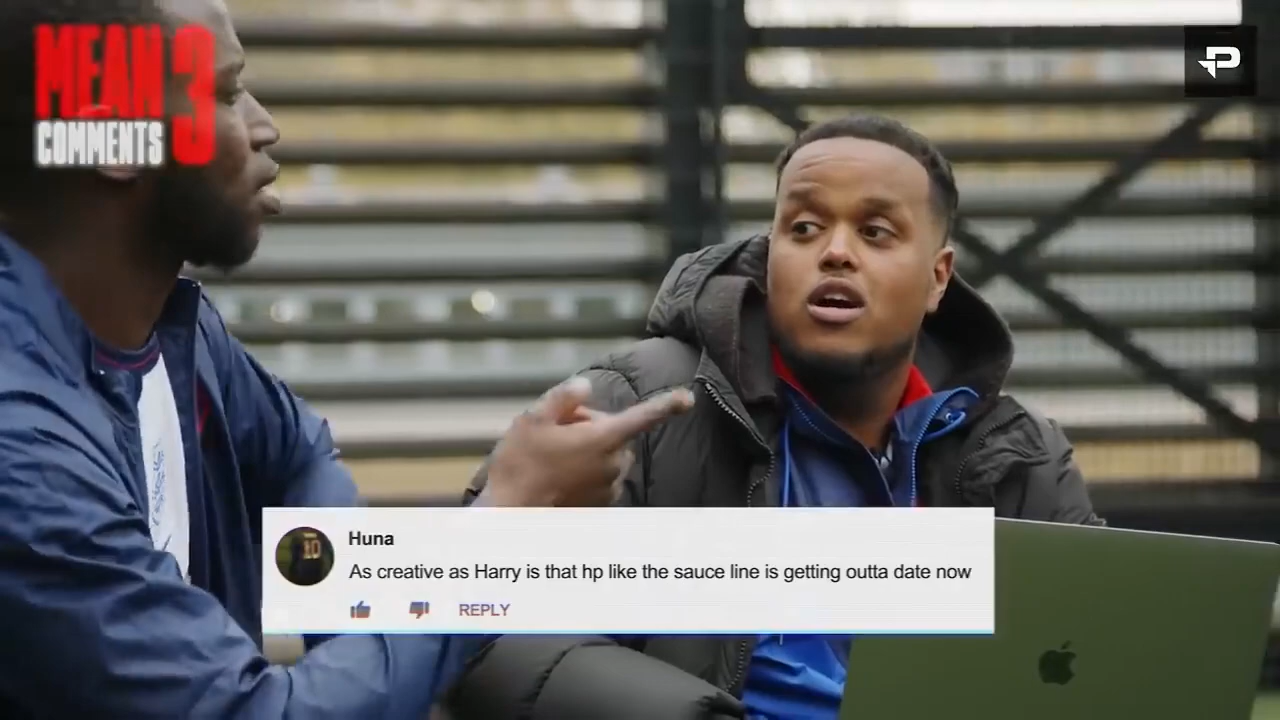 MEAN 3
COMMENTS
P
Huna
10
As creative as Harry is that hp like the sauce line is getting outta date now
REPLY